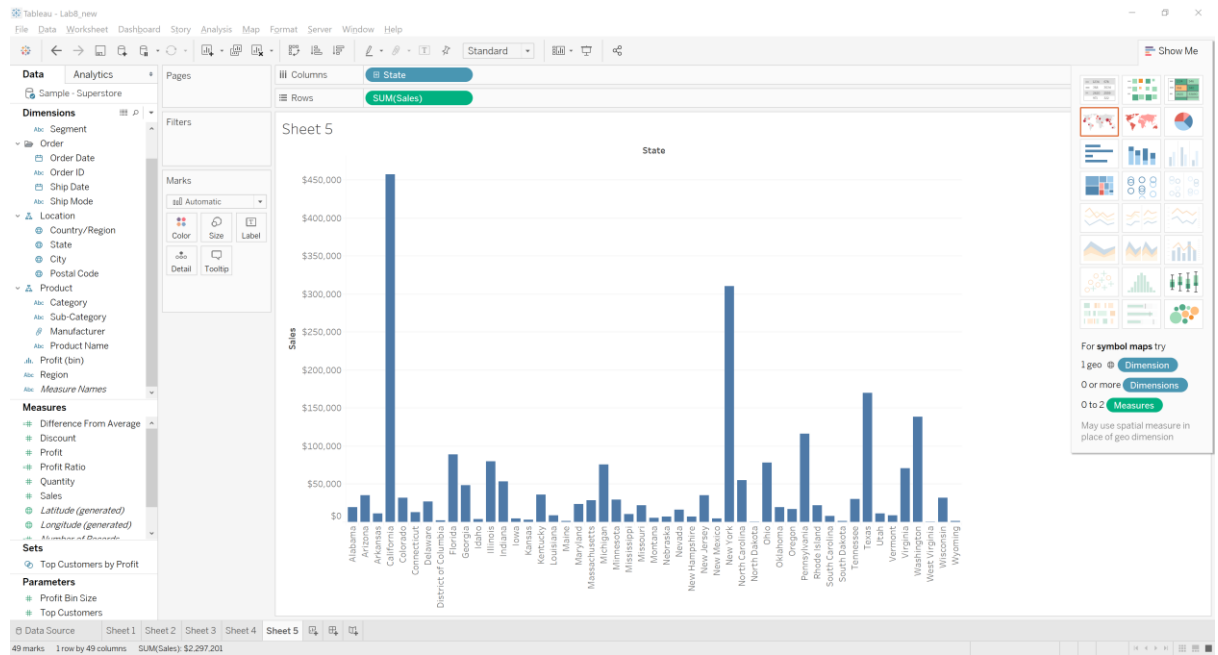 Tableau - Lab8_new
File Data Worksheet Dashboard Story Analysis Map Format Server Window Help
Standard
Show Me
Data Analytics
Sample - Superstore
Dimensions
Abc Segment
Order
Order Date
Abc Order ID
Ship Date
Abc Ship Mode
Location
Country/Region
State
City
Postal Code
Product
Abc Category
Abc Sub-Category
Manufacturer
Abc Product Name
Profit (bin)
Abc Region
Abc Measure Names
Measures
=# Difference From Average
# Discount
# Profit
=# Profit Ratio
# Quantity
# Sales
Latitude (generated)
Longitude (generated)
=# Number of Records
Sets
Top Customers by Profit
Parameters
# Profit Bin Size
# Top Customers
Pages
Filters
Marks
Automatic
Color Size Label
Detail Tooltip
Columns
State
Rows
SUM(Sales)
Sheet 5
State
Sales
$450,000
$400,000
$350,000
$300,000
$250,000
$200,000
$150,000
$100,000
$50,000
$0
Alabama
Arizona
Arkansas
California
Colorado
Connecticut
Delaware
District of Columbia
Florida
Georgia
Idaho
Illinois
Indiana
Iowa
Kansas
Kentucky
Louisiana
Maine
Maryland
Massachusetts
Michigan
Minnesota
Mississippi
Missouri
Montana
Nebraska
Nevada
New Hampshire
New Jersey
New Mexico
New York
North Carolina
North Dakota
Ohio
Oklahoma
Oregon
Pennsylvania
Rhode Island
South Carolina
South Dakota
Tennessee
Texas
Utah
Vermont
Virginia
Washington
West Virginia
Wisconsin
Wyoming
For symbol maps try
1 geo Dimension
0 or more Dimensions
0 to 2 Measures
May use spatial measure in
place of geo dimension
Data Source Sheet 1 Sheet 2 Sheet 3 Sheet 4 Sheet 5
49 marks 1 row by 49 columns SUM(Sales): $2,297,201